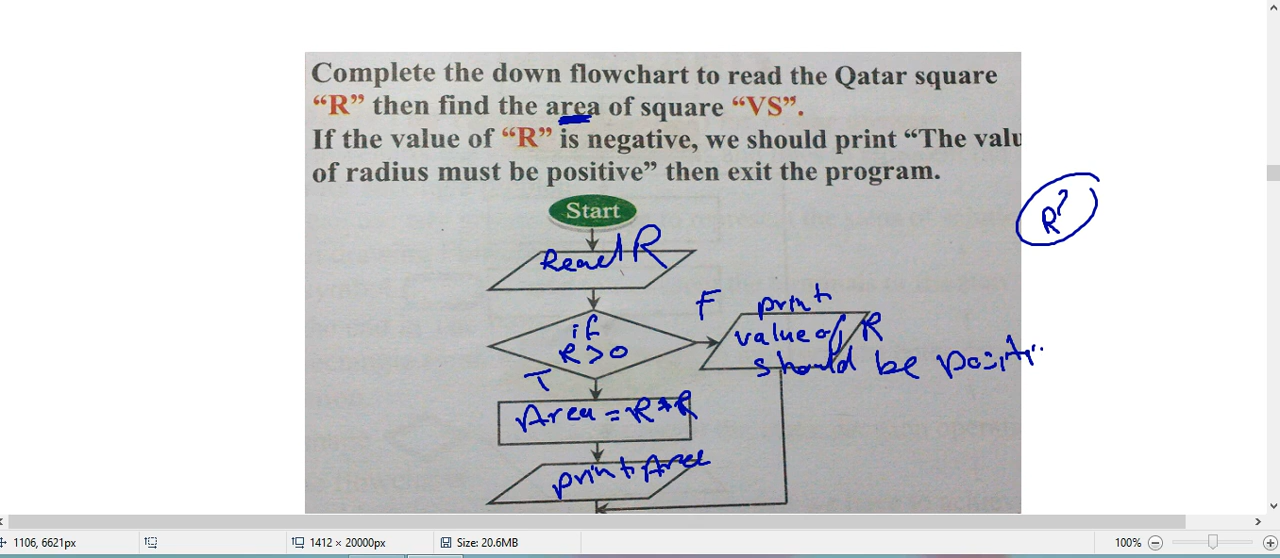 Complete the down flowchart to read the Qatar square
“R” then find the area of square “VS”.
If the value of “R” is negative, we should print “The valu
of radius must be positive” then exit the program.
Start
Read R
R?
if
R>0
F
print
value of R
should be
T
Area = R*R
print Area
1106, 6621px
1412 × 20000px
Size: 20.6MB
100%